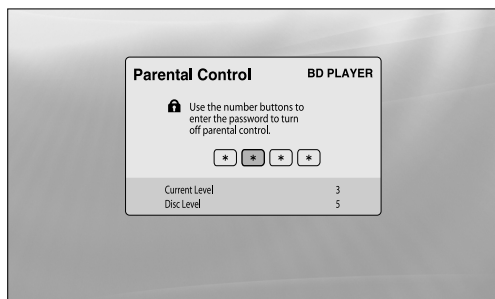 Parental Control BD PLAYER
Use the number buttons to
enter the password to turn
off parental control.
* * * *
Current Level 3
Disc Level 5